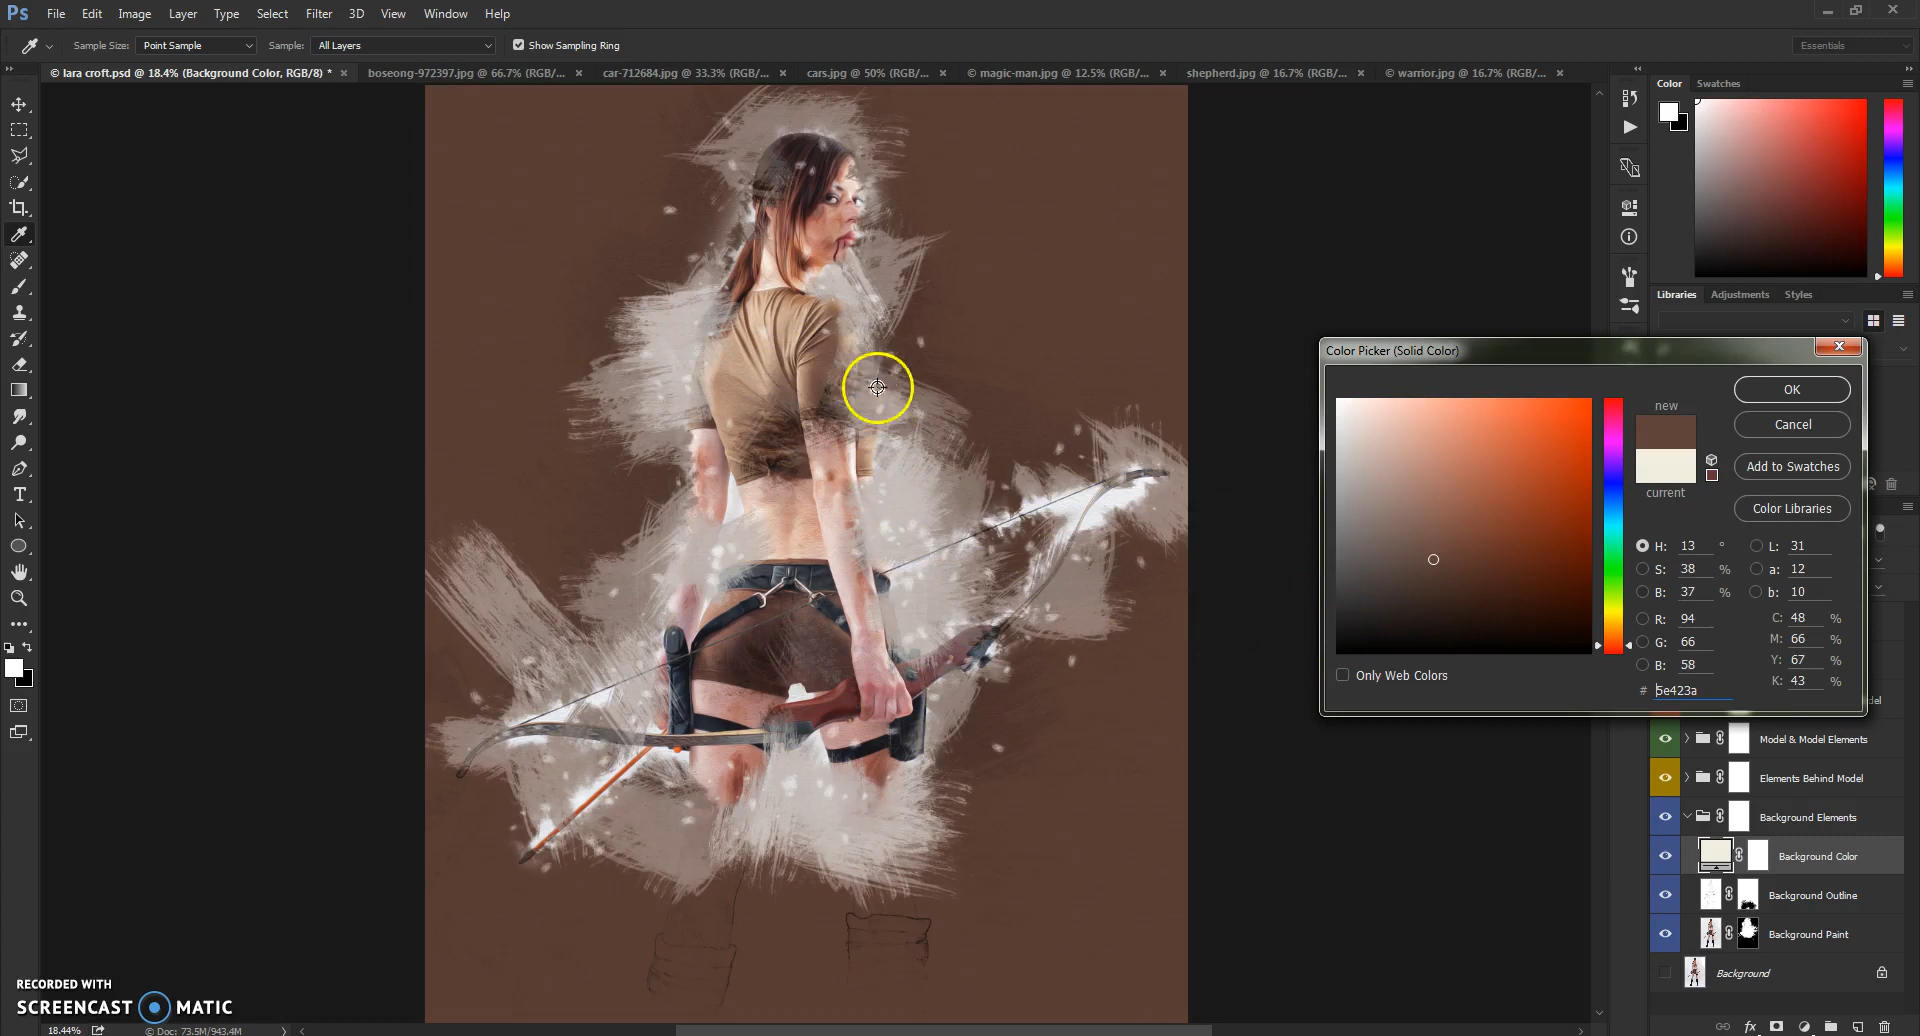 Ps File Edit Image Layer Type Select Filter 3D View Window Help
Sample Size: Point Sample Sample: All Layers Show Sampling Ring Essentials
© lara croft.psd @ 18.4% (Background Color, RGB/8) * × boseong-972397.jpg @ 66.7% (RGB/... × car-712684.jpg @ 33.3% (RGB/... × cars.jpg @ 50% (RGB/... × © magic-man.jpg @ 12.5% (RGB/... × shepherd.jpg @ 16.7% (RGB/... × © warrior.jpg @ 16.7% (RGB/... ×
Color Swatches
Libraries Adjustments Styles
Color Picker (Solid Color)
new
current
OK
Cancel
Add to Swatches
Color Libraries
H: 13 °
S: 38 %
B: 37 %
R: 94
G: 66
B: 58
# 5e423a
L: 31
a: 12
b: 10
C: 48 %
M: 66 %
Y: 67 %
K: 43 %
Only Web Colors
Model & Model Elements
Elements Behind Model
Background Elements
Background Color
Background Outline
Background Paint
Background
fx
RECORDED WITH
SCREENCAST MATIC
18.44% © Doc: 73.5M/943.4M